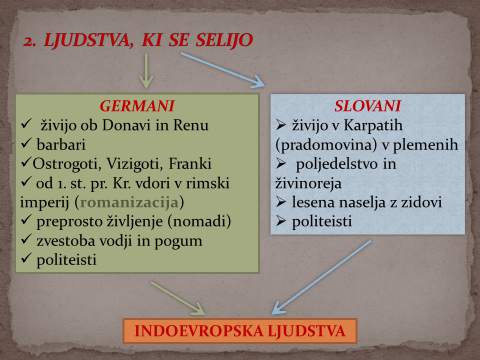 2. LJUDSTVA, KI SE SELIJO
GERMANI
✓ živijo ob Donavi in Renu
✓ barbari
✓Ostrogoti, Vizigoti, Franki
✓ od 1. st. pr. Kr. vdori v rimski
imperij (romanizacija)
✓ preprosto življenje (nomadi)
✓ zvestoba vodji in pogum
✓ politeisti
SLOVANI
➢ živijo v Karpatih
(pradomovina) v plemenih
➢ poljedelstvo in
živinoreja
➢ lesena naselja z zidovi
➢ politeisti
INDOEVROPSKA LJUDSTVA